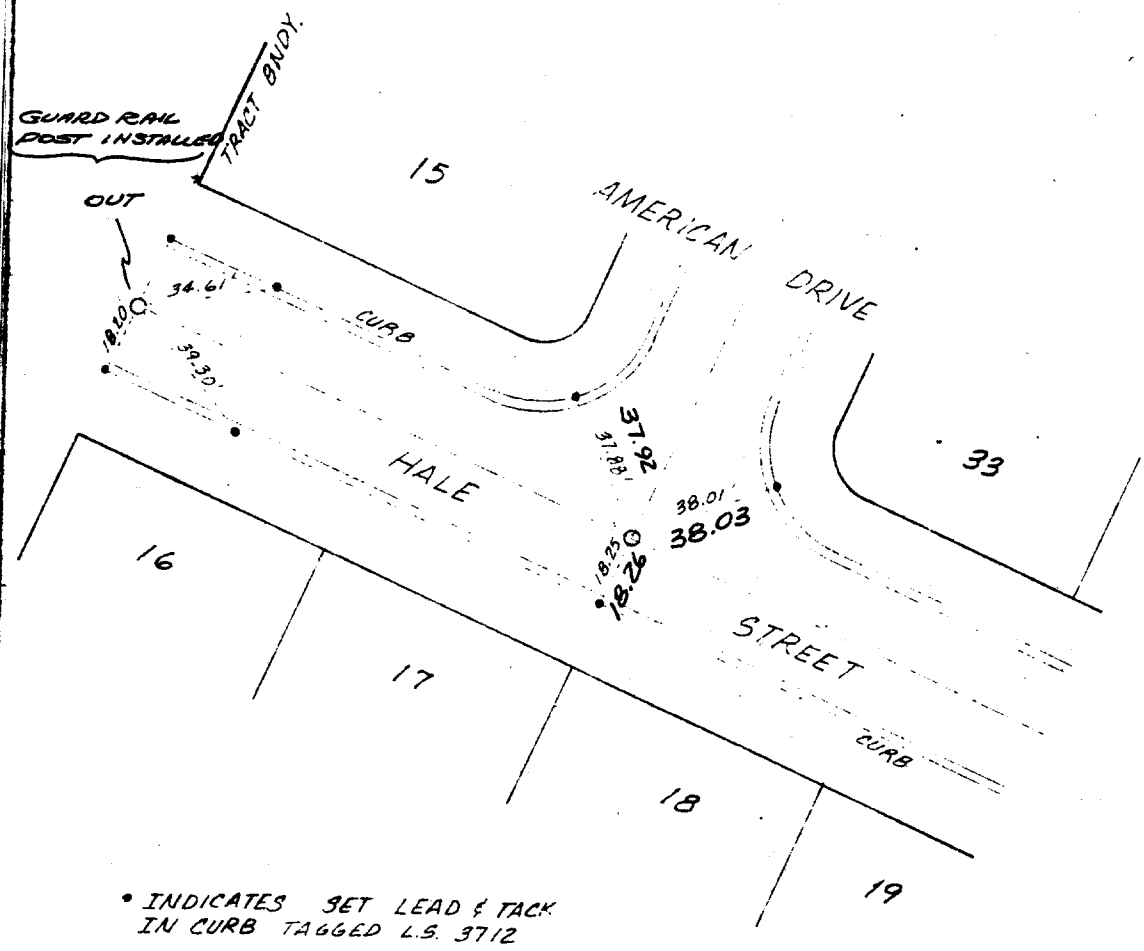 TRACT BNDY.
GUARD RAIL
POST INSTALLED
OUT
15
AMERICAN DRIVE
34.61'
CURB
18.20
39.30'
HALE
37.92
37.88'
33
38.01'
38.03
18.25
18.26
16
STREET
17
CURB
18
19
• INDICATES SET LEAD & TACK
IN CURB TAGGED L.S. 3712